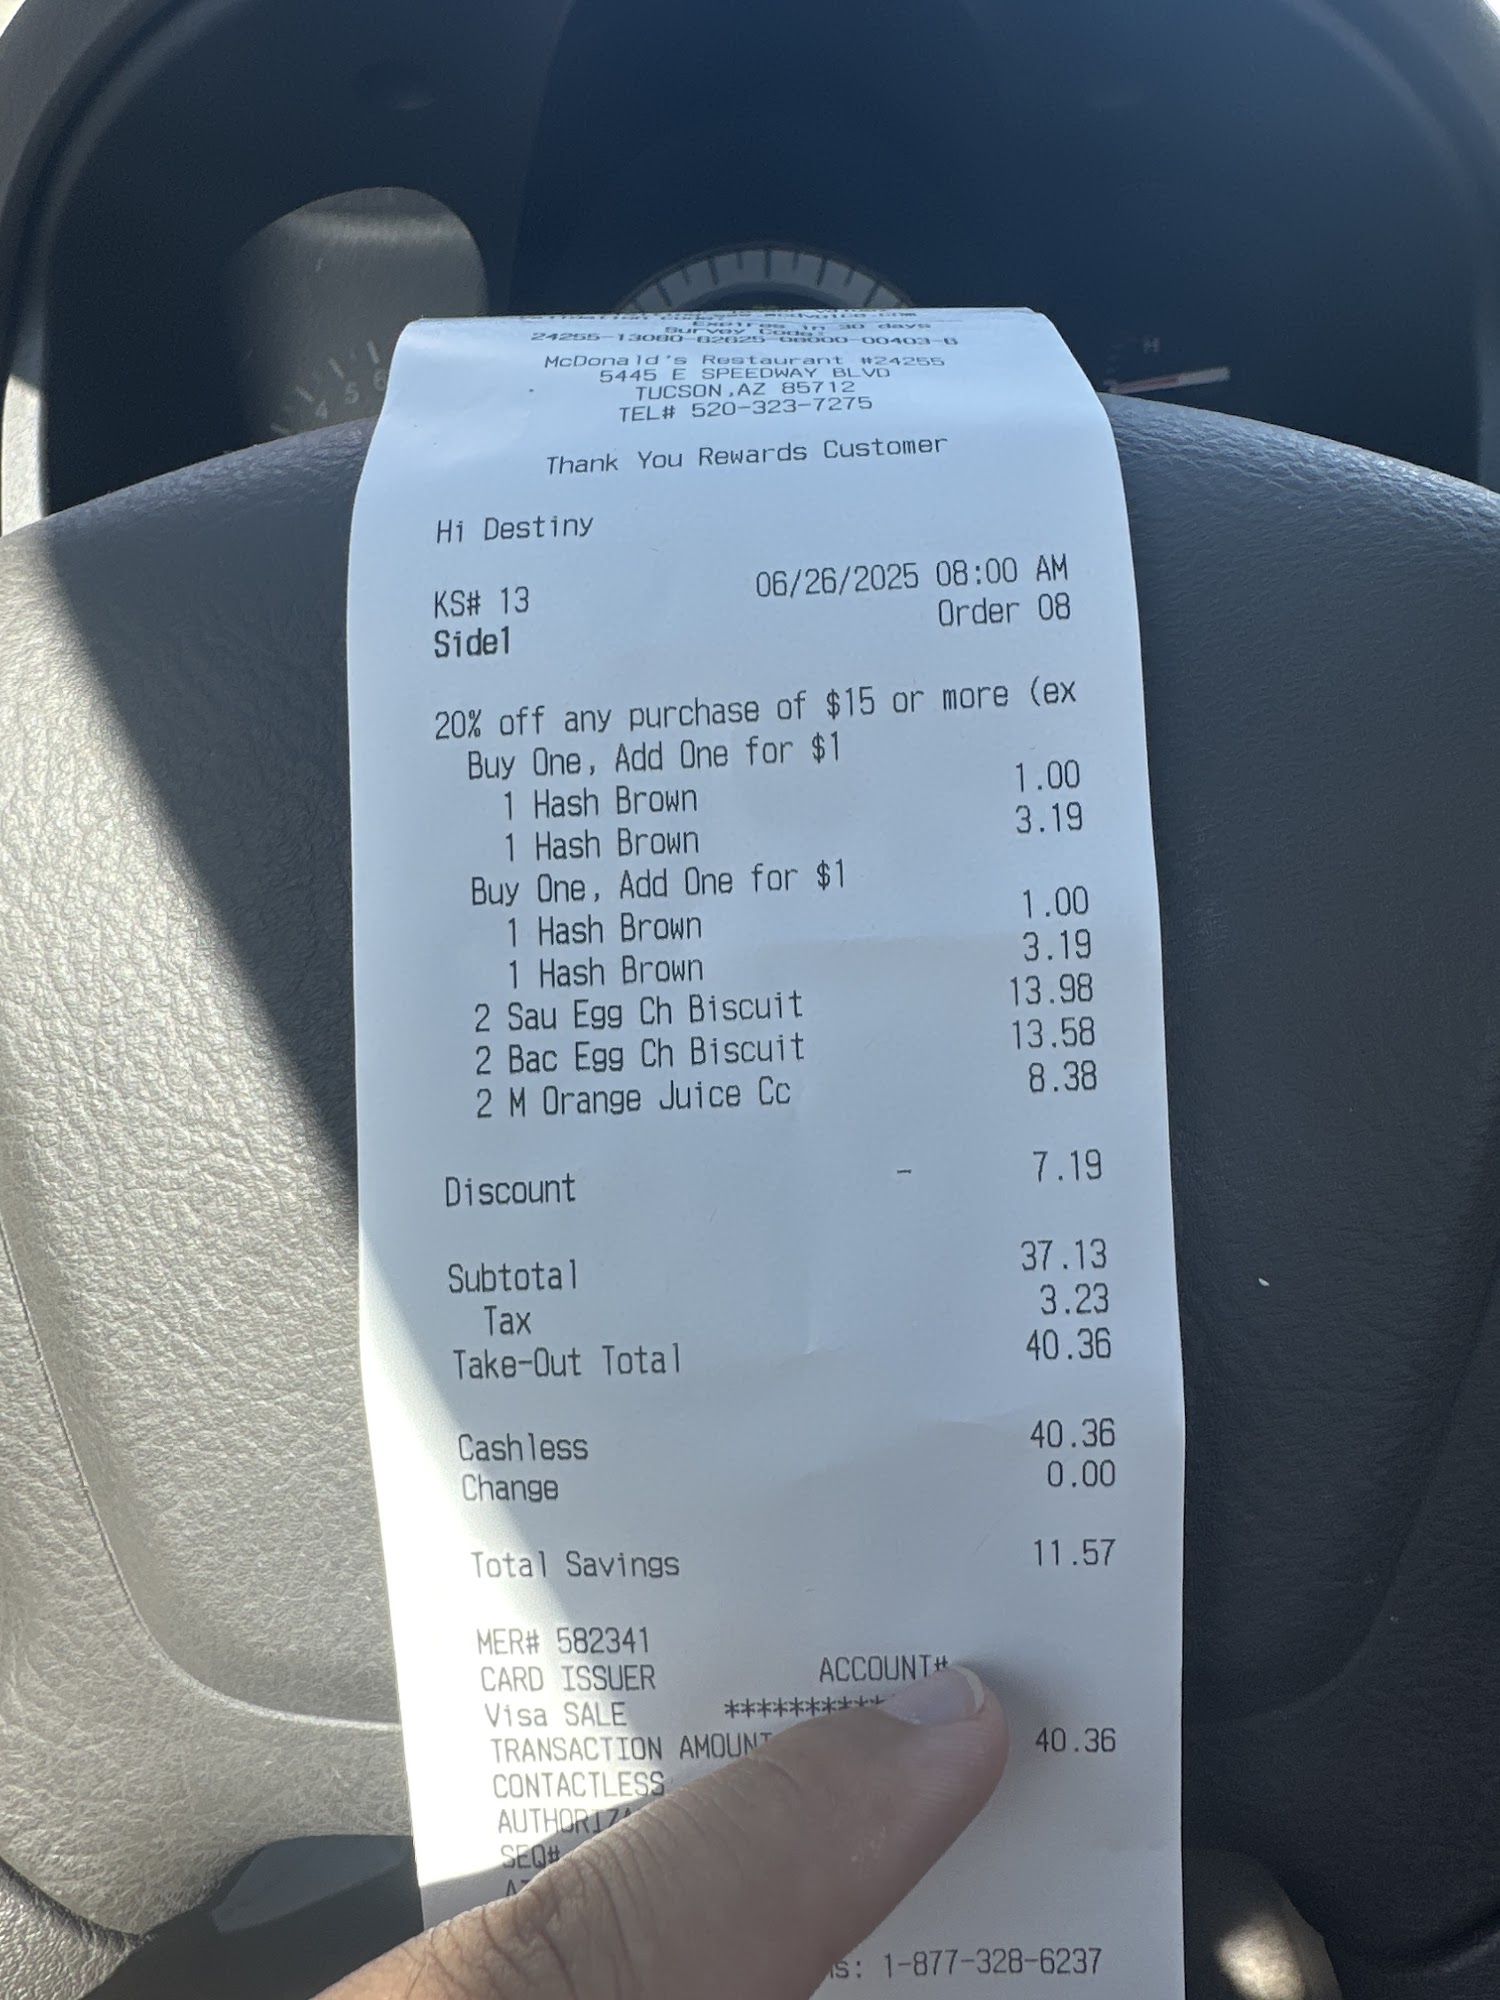 Expires in 30 days
Survey Code:
24255-13080-62625-08000-00403-6
McDonald's Restaurant #24255
5445 E SPEEDWAY BLVD
TUCSON,AZ 85712
TEL# 520-323-7275
Thank You Rewards Customer
Hi Destiny
KS# 13 06/26/2025 08:00 AM
Side1 Order 08
20% off any purchase of $15 or more (ex
Buy One, Add One for $1
1 Hash Brown 1.00
1 Hash Brown 3.19
Buy One, Add One for $1
1 Hash Brown 1.00
1 Hash Brown 3.19
2 Sau Egg Ch Biscuit 13.98
2 Bac Egg Ch Biscuit 13.58
2 M Orange Juice Cc 8.38
Discount - 7.19
Subtotal 37.13
Tax 3.23
Take-Out Total 40.36
Cashless 40.36
Change 0.00
Total Savings 11.57
MER# 582341
CARD ISSUER ACCOUNT#
Visa SALE **********
TRANSACTION AMOUNT 40.36
CONTACTLESS
SEQ#
1-877-328-6237
4 5 6
H